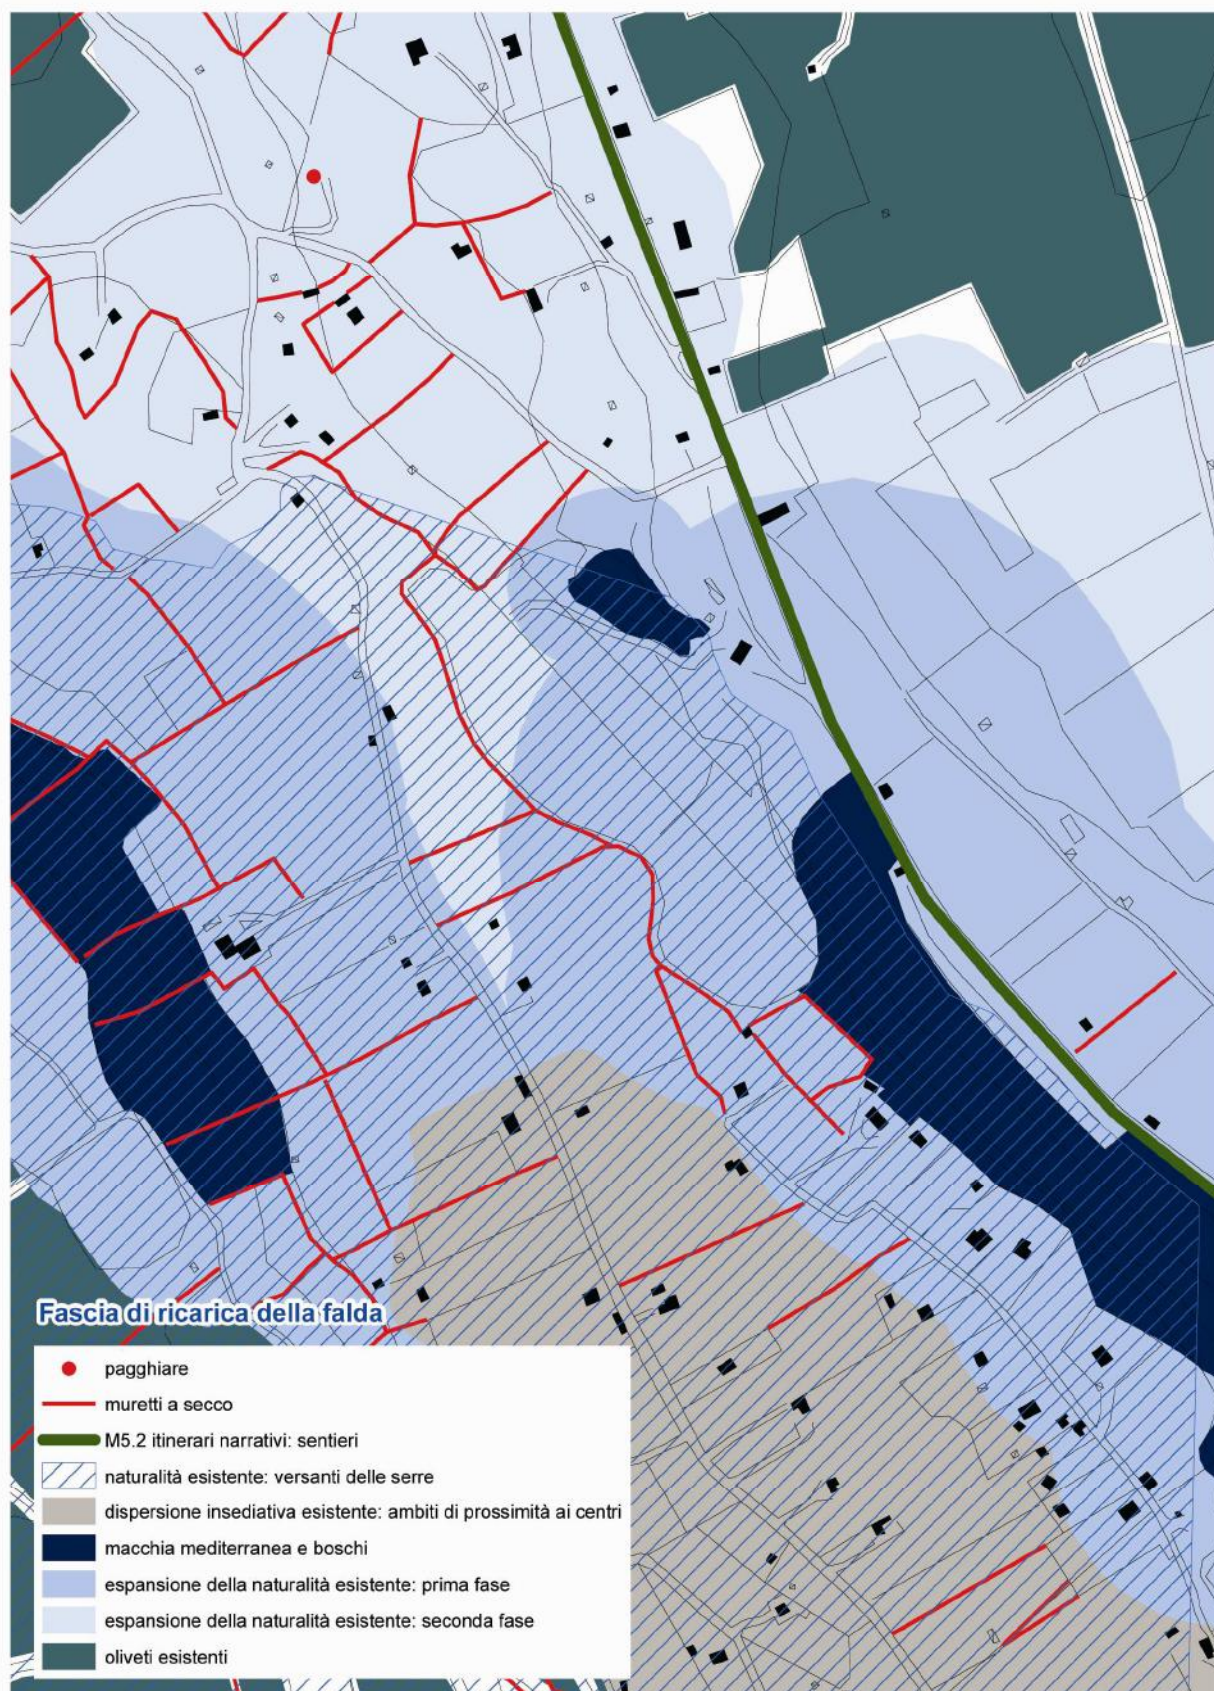 Fascia di ricarica della falda
pagghiare
muretti a secco
M5.2 itinerari narrativi: sentieri
naturalità esistente: versanti delle serre
dispersione insediativa esistente: ambiti di prossimità ai centri
macchia mediterranea e boschi
espansione della naturalità esistente: prima fase
espansione della naturalità esistente: seconda fase
oliveti esistenti